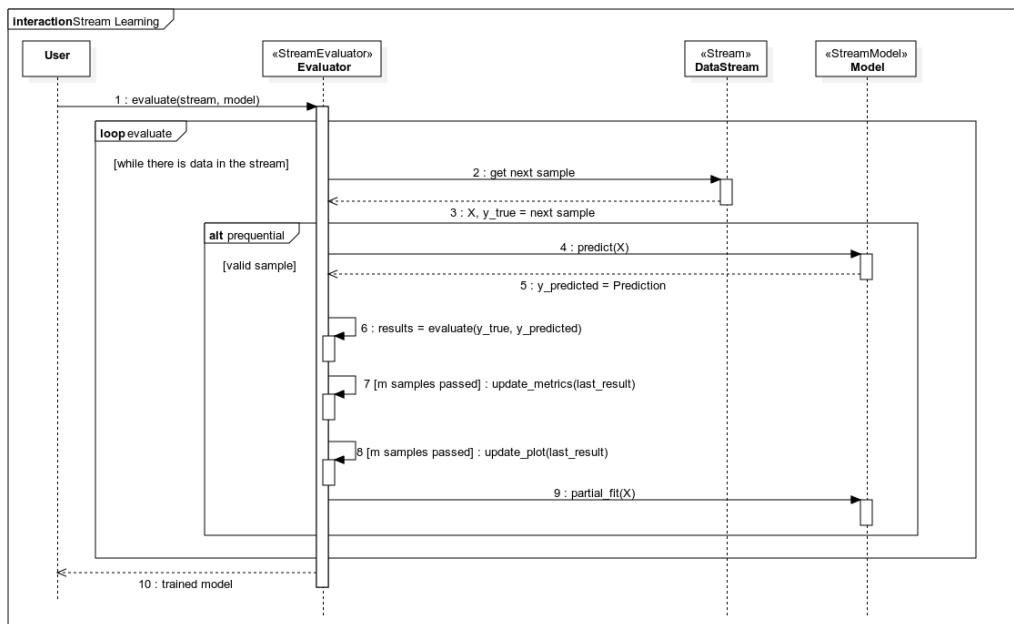 interactionStream Learning
User
«StreamEvaluator»
Evaluator
«Stream»
DataStream
«StreamModel»
Model
1 : evaluate(stream, model)
loop evaluate
[while there is data in the stream]
2 : get next sample
3 : X, y_true = next sample
alt prequential
4 : predict(X)
[valid sample]
5 : y_predicted = Prediction
6 : results = evaluate(y_true, y_predicted)
7 [m samples passed] : update_metrics(last_result)
8 [m samples passed] : update_plot(last_result)
9 : partial_fit(X)
10 : trained model